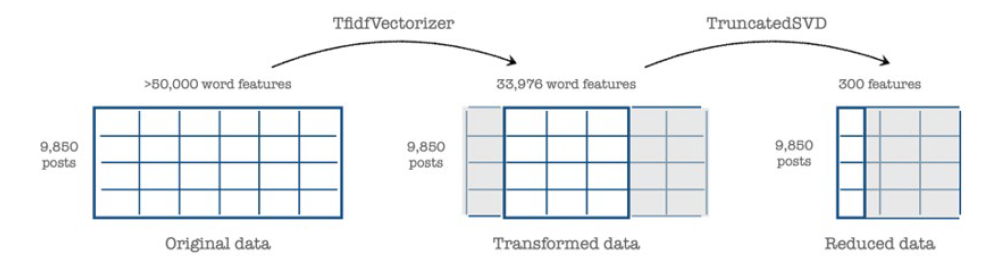 TfidfVectorizer
TruncatedSVD
>50,000 word features
33,976 word features
300 features
9,850
posts
9,850
posts
9,850
posts
Original data
Transformed data
Reduced data